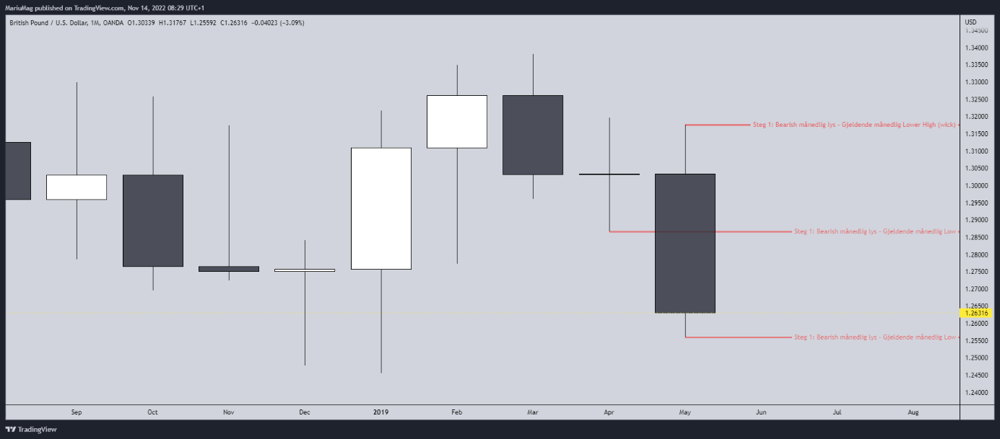 MariuMag published on TradingView.com, Nov 14, 2022 08:29 UTC+1
British Pound / U.S. Dollar, 1M, OANDA O1.30339 H1.31767 L1.25592 C1.26316 −0.04023 (−3.09%)
USD
1.34500
1.34000
1.33500
1.33000
1.32500
1.32000
Steg 1: Bearish månedlig lys - Gjeldende månedlig Lower High (wick)
1.31500
1.31000
1.30500
1.30000
1.29500
1.29000
Steg 1: Bearish månedlig lys - Gjeldende månedlig Low
1.28500
1.28000
1.27500
1.27000
1.26500
1.26316
1.26000
Steg 1: Bearish månedlig lys - Gjeldende månedlig Low
1.25500
1.25000
1.24500
1.24000
Sep Oct Nov Dec 2019 Feb Mar Apr May Jun Jul Aug
TradingView